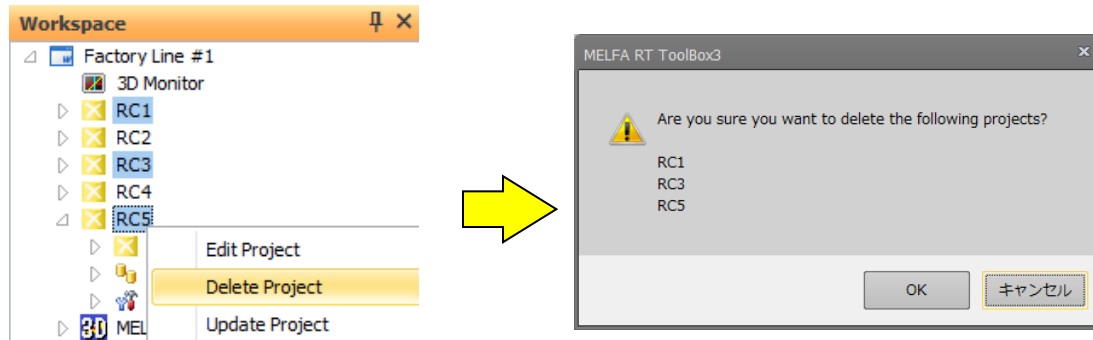 Workspace
Factory Line #1
3D Monitor
RC1
RC2
RC3
RC4
RC5
Edit Project
Delete Project
Update Project
3D MEL
MELFA RT ToolBox3
Are you sure you want to delete the following projects?
RC1
RC3
RC5
OK
キャンセル